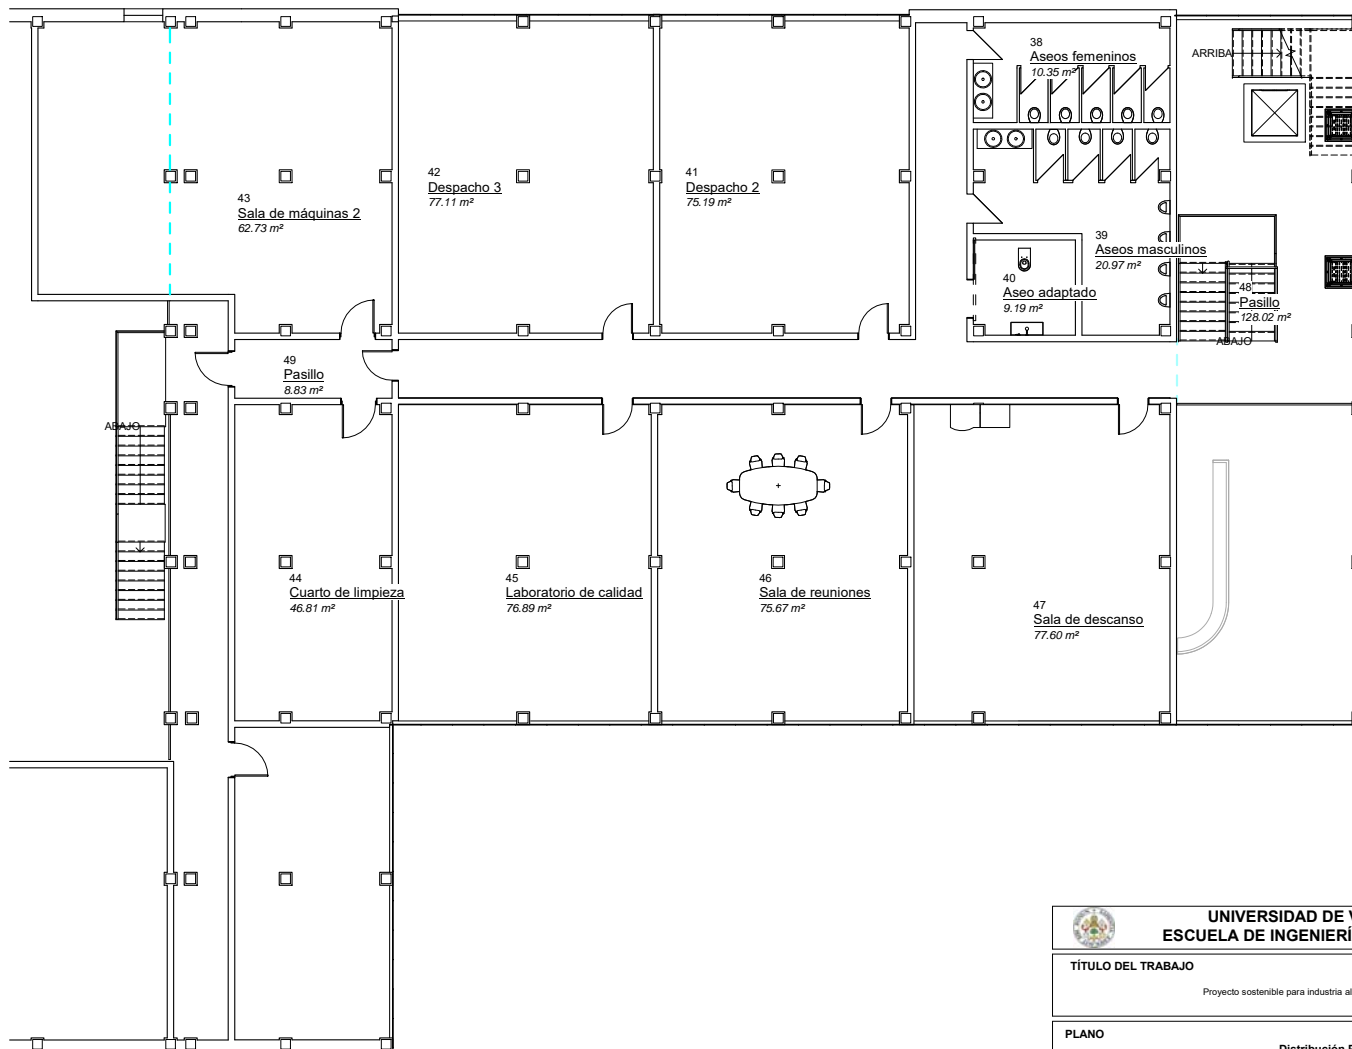 ARRIBA
38
Aseos femeninos
10.35 m²
42
Despacho 3
77.11 m²
41
Despacho 2
75.19 m²
43
Sala de máquinas 2
62.73 m²
39
Aseos masculinos
20.97 m²
40
Aseo adaptado
9.19 m²
48
Pasillo
128.02 m²
ABAJO
49
Pasillo
8.83 m²
ABAJO
44
Cuarto de limpieza
46.81 m²
45
Laboratorio de calidad
76.89 m²
46
Sala de reuniones
75.67 m²
47
Sala de descanso
77.60 m²
UNIVERSIDAD DE V
ESCUELA DE INGENIERÍ
TÍTULO DEL TRABAJO
Proyecto sostenible para industria al
PLANO
Distribución